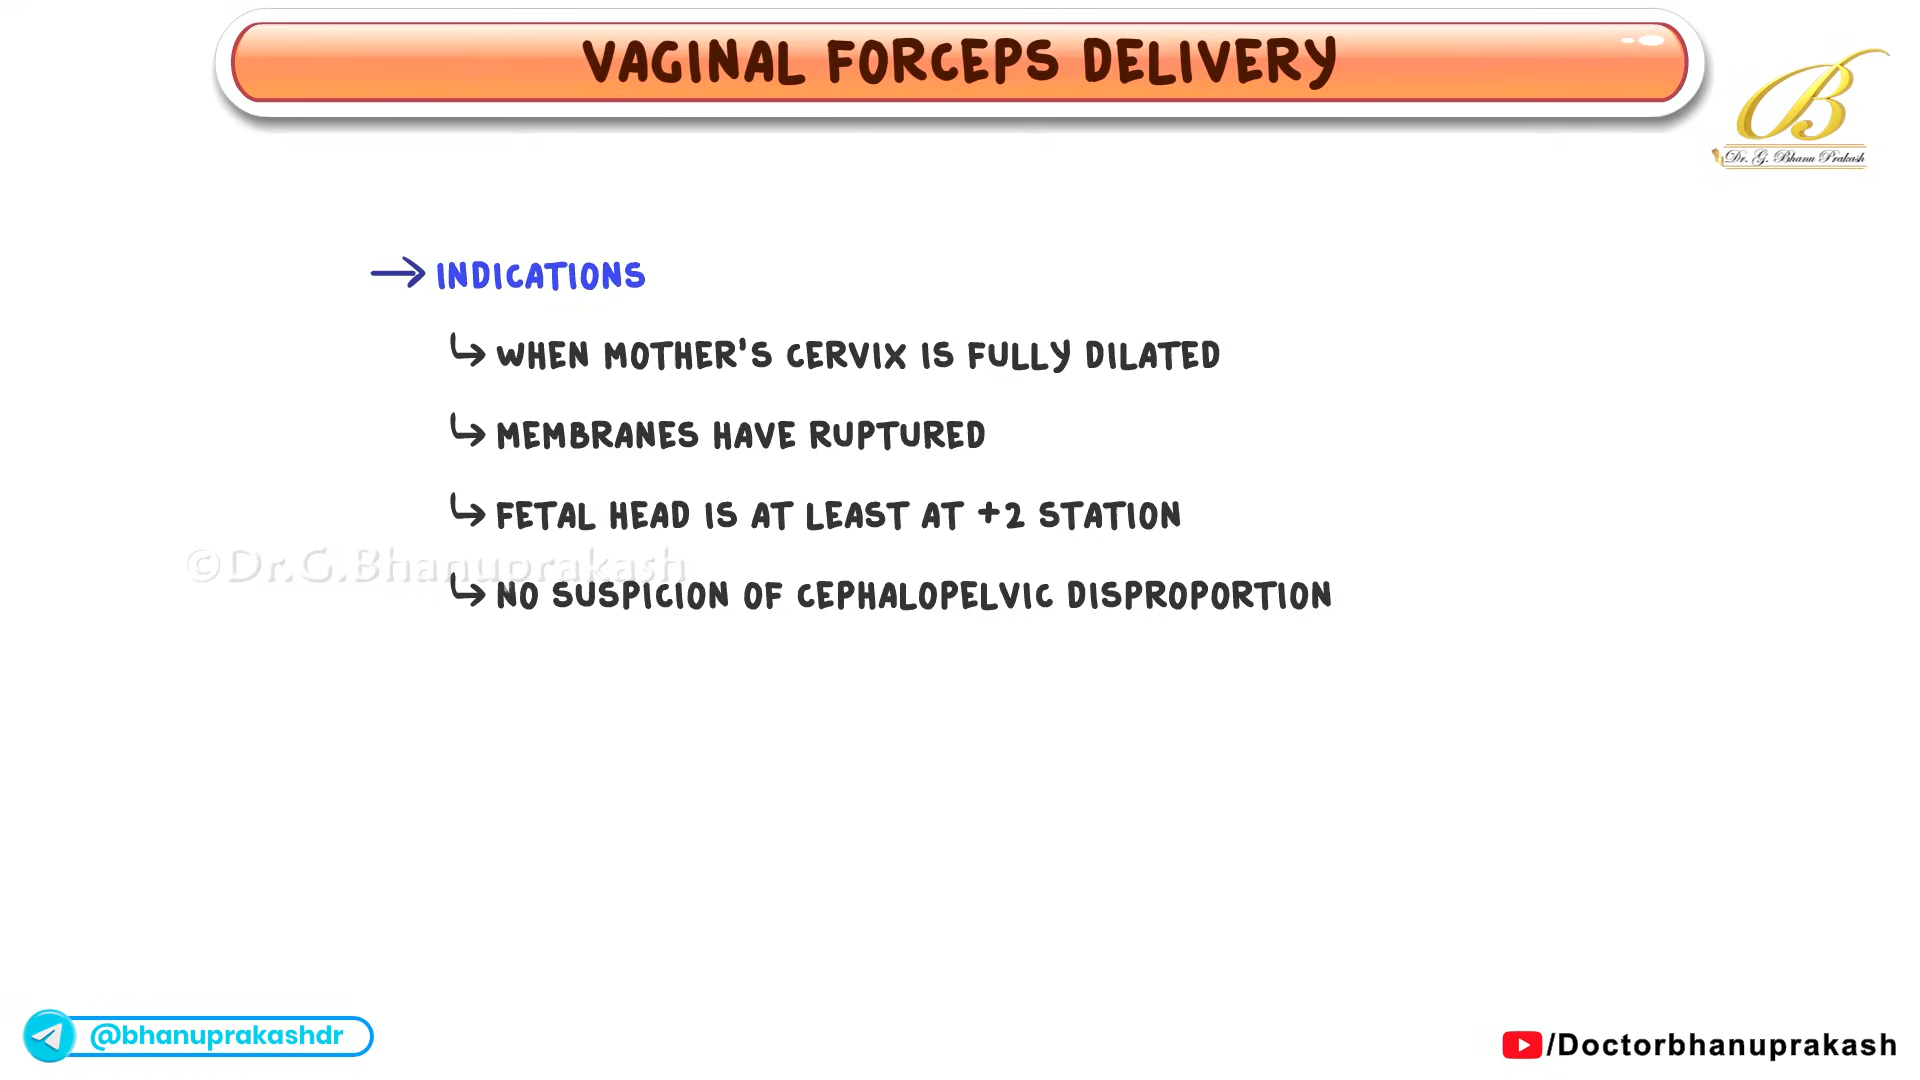 VAGINAL FORCEPS DELIVERY
B
Dr. G. Bhanu Prakash
INDICATIONS
WHEN MOTHER'S CERVIX IS FULLY DILATED
MEMBRANES HAVE RUPTURED
FETAL HEAD IS AT LEAST AT +2 STATION
©Dr.G.Bhanuprakash
NO SUSPICION OF CEPHALOPELVIC DISPROPORTION
@bhanuprakashdr
/Doctorbhanuprakash